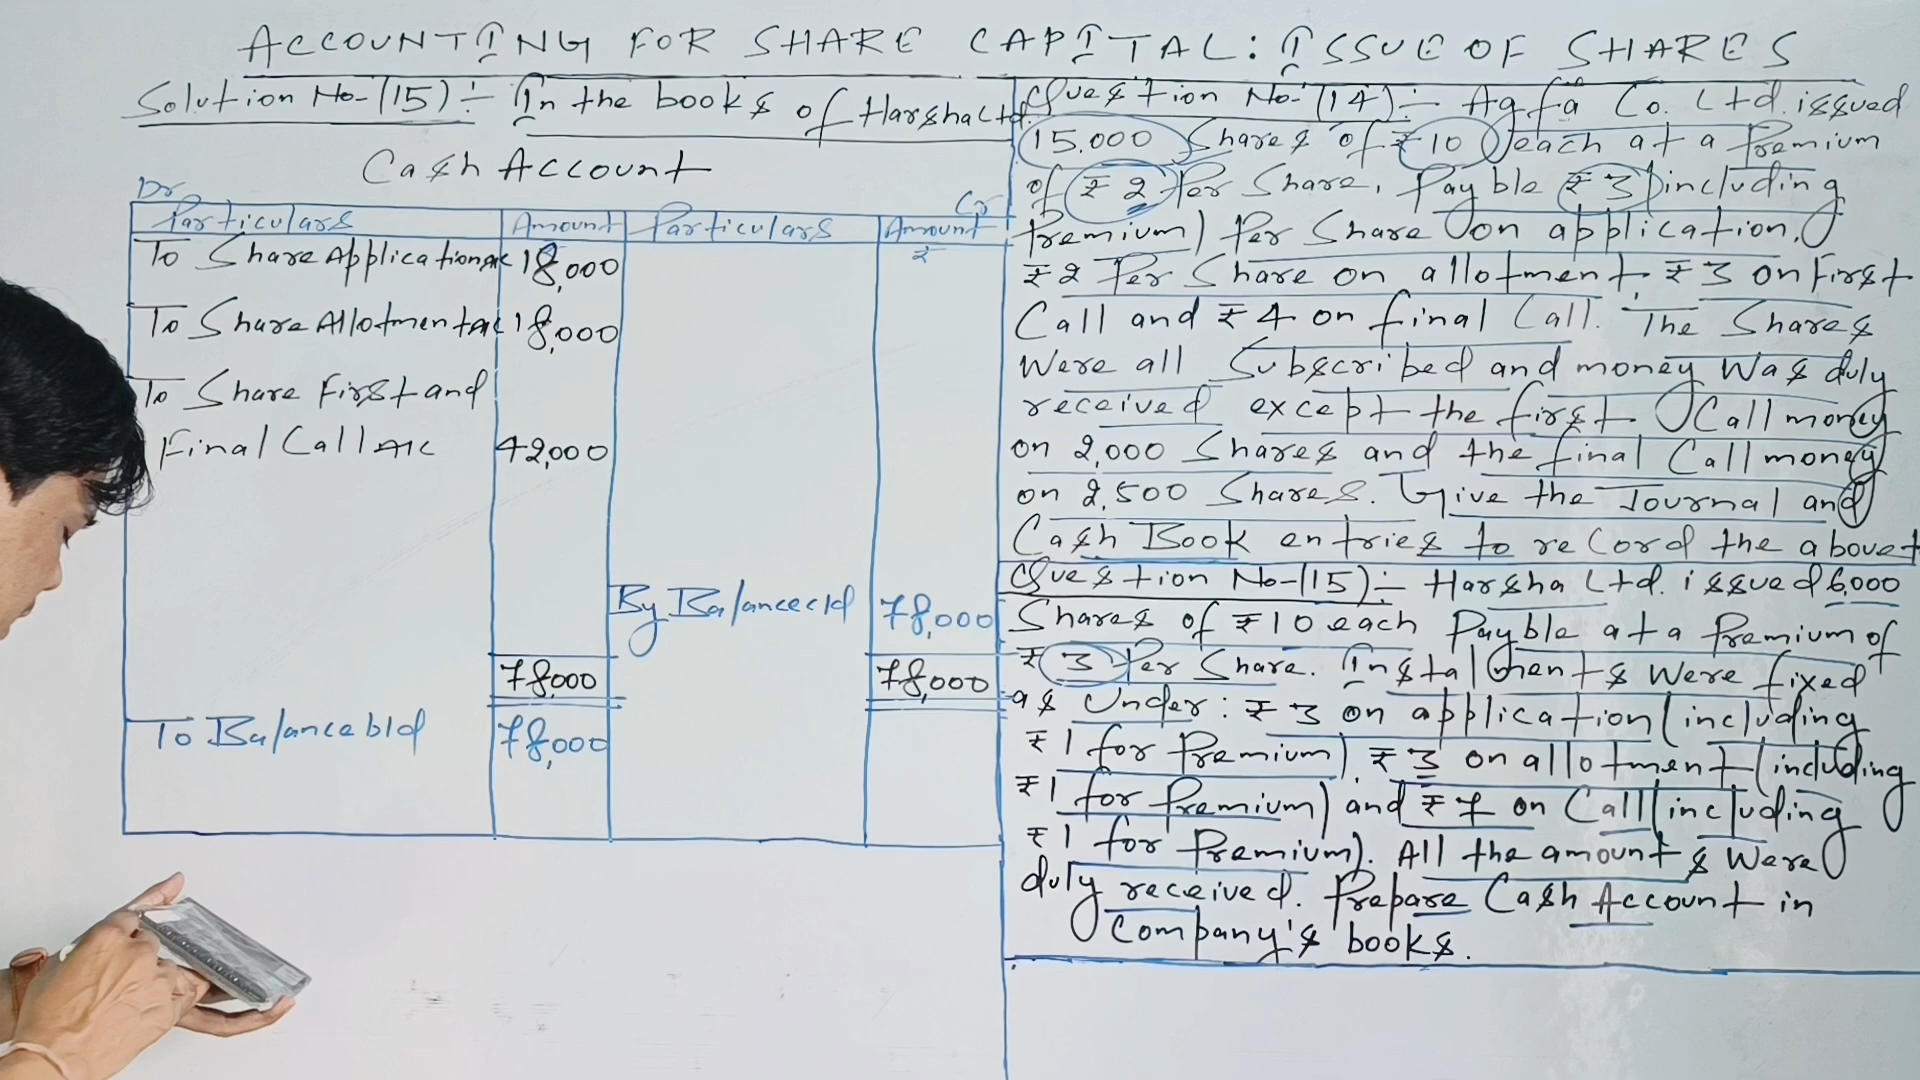 ACCOUNTING FOR SHARE CAPITAL: ISSUE OF SHARES
Solution No-(15):- In the books of Harsha Ltd.
Cash Account
Dr
Cr
Particulars Amount Particulars Amount
₹
To Share Application A/c 18,000
To Share Allotment A/c 18,000
To Share First and
Final Call A/c 42,000
By Balance c/d 78,000
78,000 78,000
To Balance b/d 78,000
Question No-(14):- Agfa Co. Ltd. issued
15.000 Shares of ₹10 each at a Premium
of ₹2 Per Share, Payble ₹3 (including
Premium) Per Share on application,
₹2 Per Share on allotment, ₹3 on First
Call and ₹4 on final Call. The Shares
Were all Subscribed and money Was duly
received except the first Call money
on 2,000 Shares and the final Call money
on 2,500 Shares. Give the Journal and
Cash Book entries to record the above
Question No-(15):- Harsha Ltd. issued 6,000
Shares of ₹10 each Payble at a Premium of
₹3 Per Share. Instalments Were fixed
as Under: ₹3 on application (including
₹1 for Premium), ₹3 on allotment (including
₹1 for Premium) and ₹7 on Call (including
₹1 for Premium). All the amounts Were
duly received. Prepare Cash Account in
Company's books.